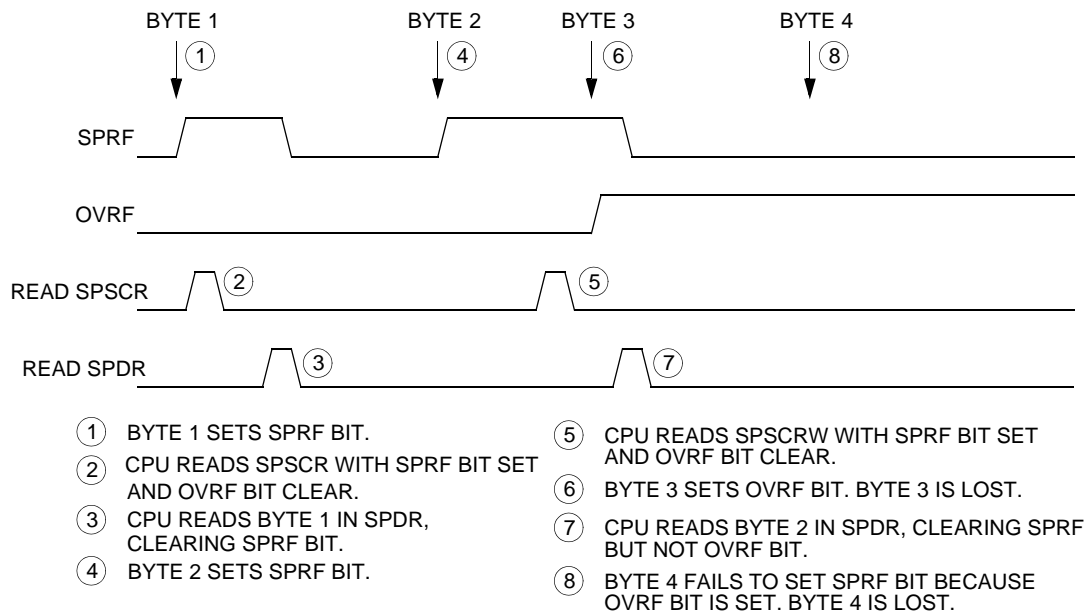 BYTE 1 BYTE 2 BYTE 3 BYTE 4
1 4 6 8
SPRF
OVRF
READ SPSCR 2 5
READ SPDR 3 7
1 BYTE 1 SETS SPRF BIT.
2 CPU READS SPSCR WITH SPRF BIT SET
AND OVRF BIT CLEAR.
3 CPU READS BYTE 1 IN SPDR,
CLEARING SPRF BIT.
4 BYTE 2 SETS SPRF BIT.
5 CPU READS SPSCRW WITH SPRF BIT SET
AND OVRF BIT CLEAR.
6 BYTE 3 SETS OVRF BIT. BYTE 3 IS LOST.
7 CPU READS BYTE 2 IN SPDR, CLEARING SPRF
BUT NOT OVRF BIT.
8 BYTE 4 FAILS TO SET SPRF BIT BECAUSE
OVRF BIT IS SET. BYTE 4 IS LOST.